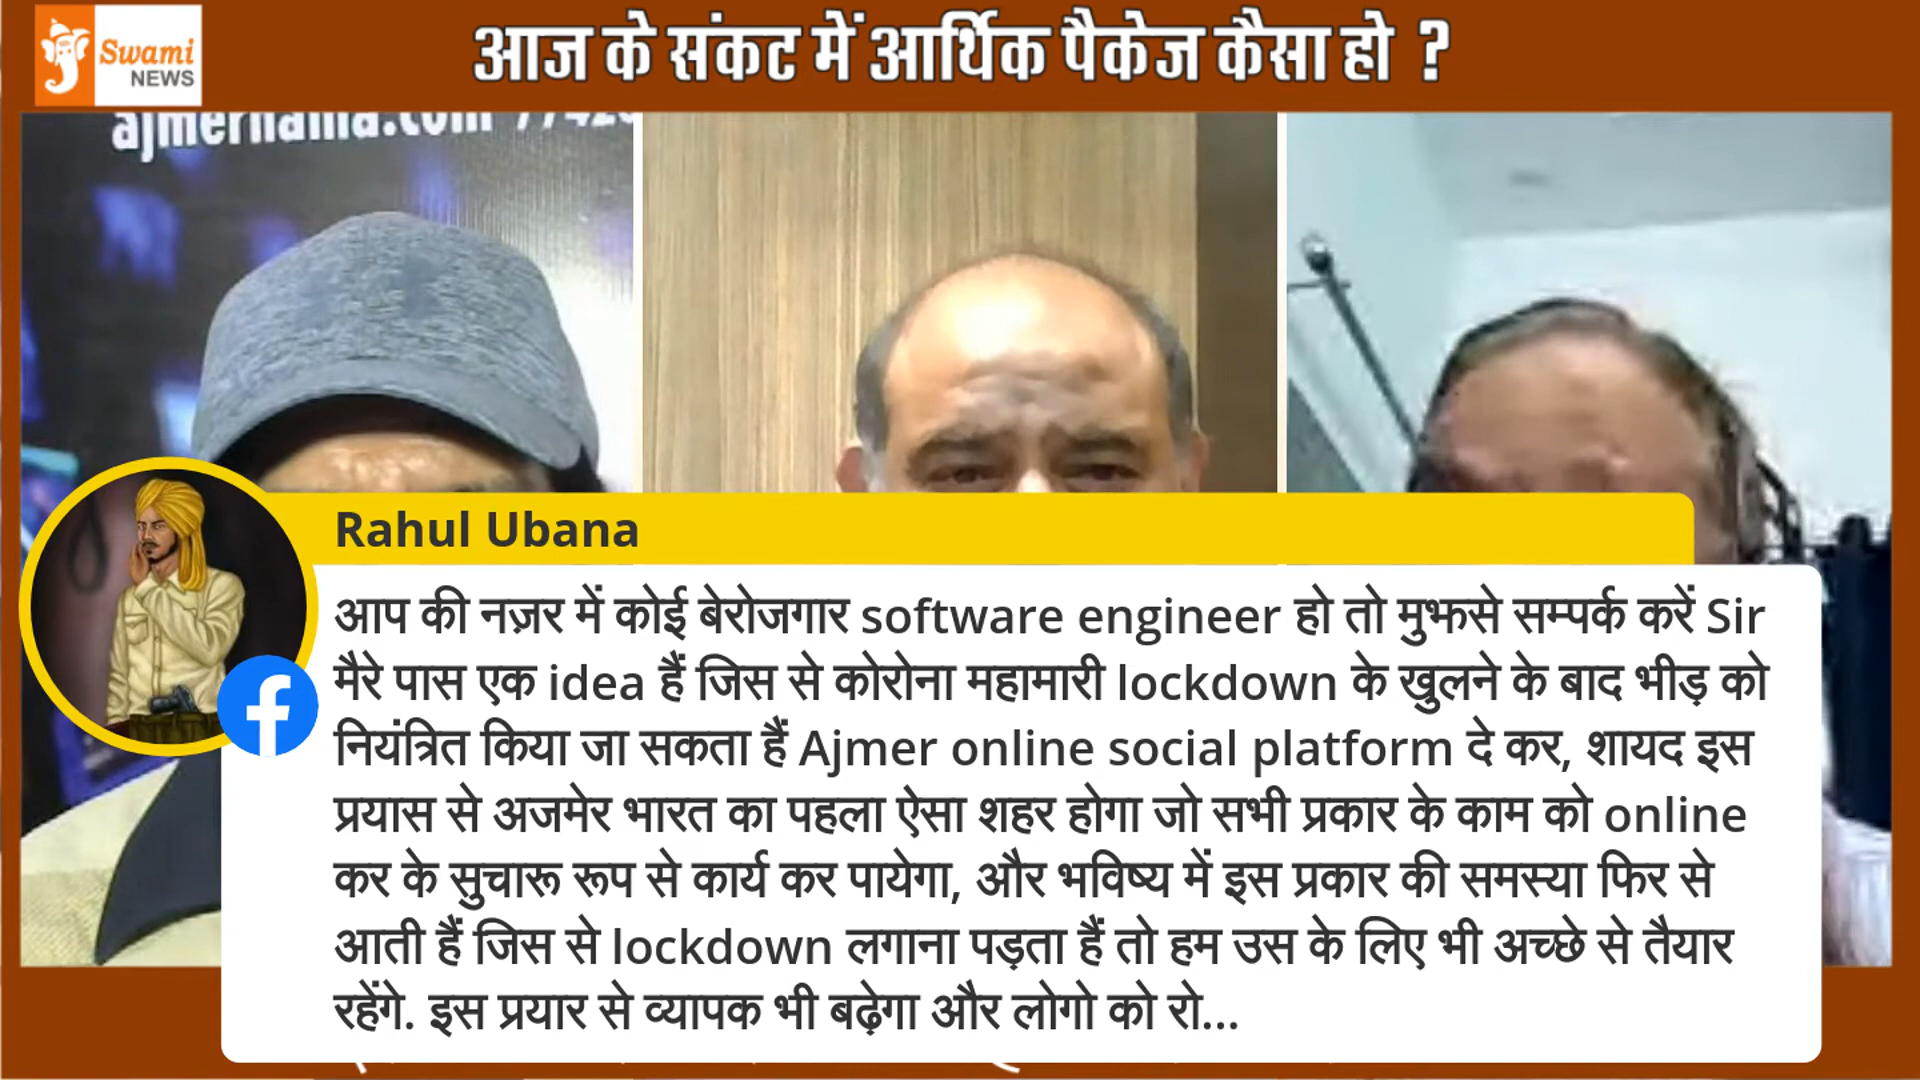 Swami
NEWS
आज के संकट में आर्थिक पैकेज कैसा हो ?
Rahul Ubana
आप की नज़र में कोई बेरोजगार software engineer हो तो मुझसे सम्पर्क करें Sir
मैरे पास एक idea हैं जिस से कोरोना महामारी lockdown के खुलने के बाद भीड़ को
नियंत्रित किया जा सकता हैं Ajmer online social platform दे कर, शायद इस
प्रयास से अजमेर भारत का पहला ऐसा शहर होगा जो सभी प्रकार के काम को online
कर के सुचारू रूप से कार्य कर पायेगा, और भविष्य में इस प्रकार की समस्या फिर से
आती हैं जिस से lockdown लगाना पड़ता हैं तो हम उस के लिए भी अच्छे से तैयार
रहेंगे. इस प्रयार से व्यापक भी बढ़ेगा और लोगो को रो...